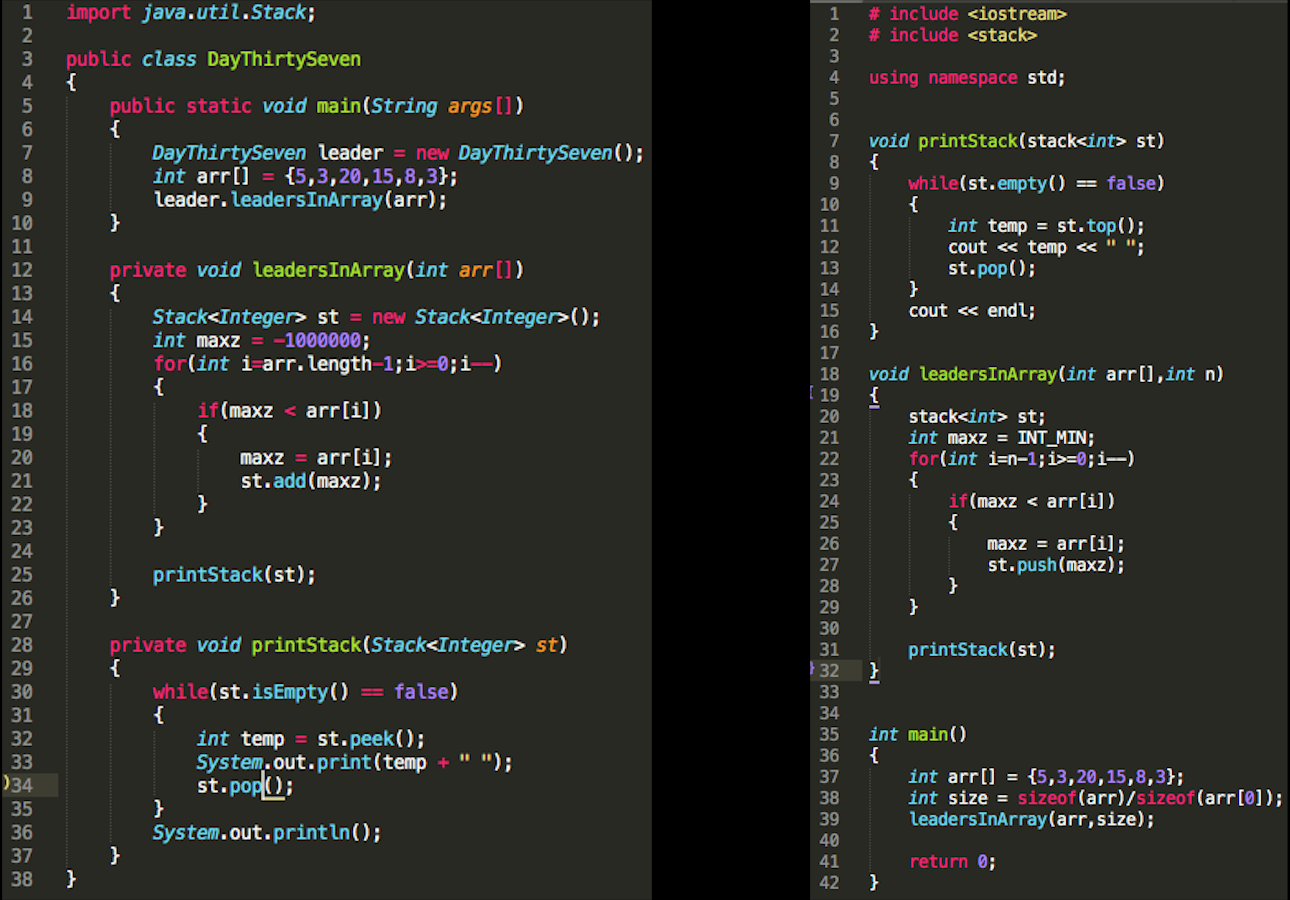 1 import java.util.Stack;
2
3 public class DayThirtySeven
4 {
5 public static void main(String args[])
6 {
7 DayThirtySeven leader = new DayThirtySeven();
8 int arr[] = {5,3,20,15,8,3};
9 leader.leadersInArray(arr);
10 }
11
12 private void leadersInArray(int arr[])
13 {
14 Stack<Integer> st = new Stack<Integer>();
15 int maxz = -1000000;
16 for(int i=arr.length-1;i>=0;i--)
17 {
18 if(maxz < arr[i])
19 {
20 maxz = arr[i];
21 st.add(maxz);
22 }
23 }
24
25 printStack(st);
26 }
27
28 private void printStack(Stack<Integer> st)
29 {
30 while(st.isEmpty() == false)
31 {
32 int temp = st.peek();
33 System.out.print(temp + " ");
34 st.pop();
35 }
36 System.out.println();
37 }
38 }
1 # include <iostream>
2 # include <stack>
3
4 using namespace std;
5
6
7 void printStack(stack<int> st)
8 {
9 while(st.empty() == false)
10 {
11 int temp = st.top();
12 cout << temp << " ";
13 st.pop();
14 }
15 cout << endl;
16 }
17
18 void leadersInArray(int arr[],int n)
19 {
20 stack<int> st;
21 int maxz = INT_MIN;
22 for(int i=n-1;i>=0;i--)
23 {
24 if(maxz < arr[i])
25 {
26 maxz = arr[i];
27 st.push(maxz);
28 }
29 }
30
31 printStack(st);
32 }
33
34
35 int main()
36 {
37 int arr[] = {5,3,20,15,8,3};
38 int size = sizeof(arr)/sizeof(arr[0]);
39 leadersInArray(arr,size);
40
41 return 0;
42 }